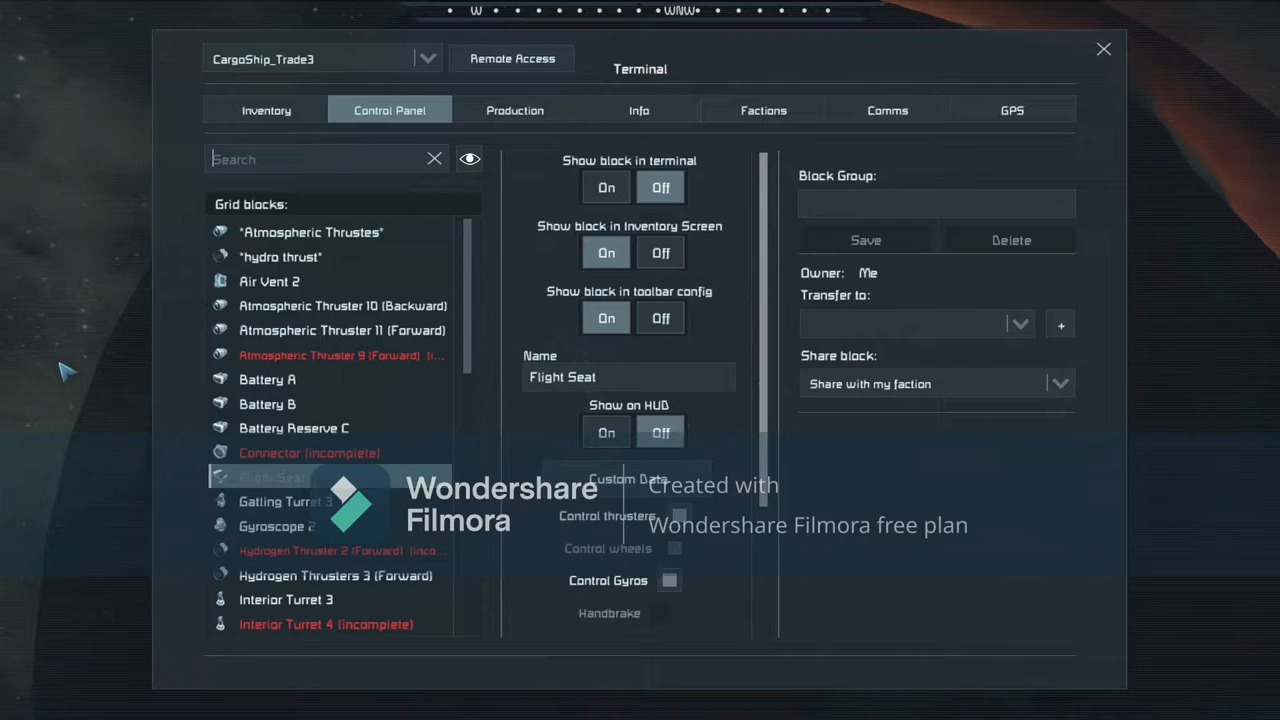 W WNW
CargoShip_Trade3
Remote Access
Terminal
Inventory
Control Panel
Production
Info
Factions
Comms
GPS
Search
Grid blocks:
*Atmospheric Thrustes*
*hydro thrust*
Air Vent 2
Atmospheric Thruster 10 (Backward)
Atmospheric Thruster 11 (Forward)
Atmospheric Thruster 9 (Forward) (i...
Battery A
Battery B
Battery Reserve C
Connector (incomplete)
Flight Seat
Gatling Turret 3
Gyroscope 2
Hydrogen Thruster 2 (Forward) (inco...
Hydrogen Thrusters 3 (Forward)
Interior Turret 3
Interior Turret 4 (incomplete)
Show block in terminal
On Off
Show block in Inventory Screen
On Off
Show block in toolbar config
On Off
Name
Flight Seat
Show on HUD
On Off
Custom Data
Control thrusters
Control wheels
Control Gyros
Handbrake
Block Group:
Save
Delete
Owner: Me
Transfer to:
+
Share block:
Share with my faction
Wondershare
Filmora
Created with
Wondershare Filmora free plan